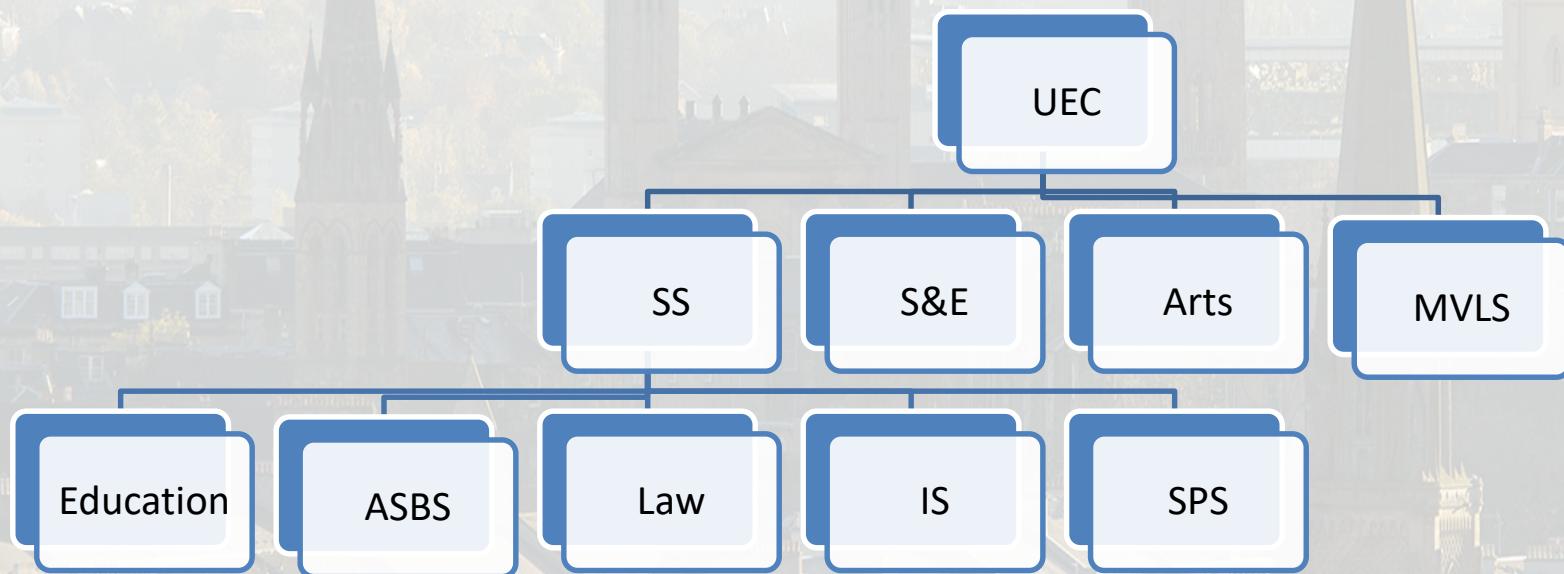 UEC
SS
S&E
Arts
MVLS
Education
ASBS
Law
IS
SPS